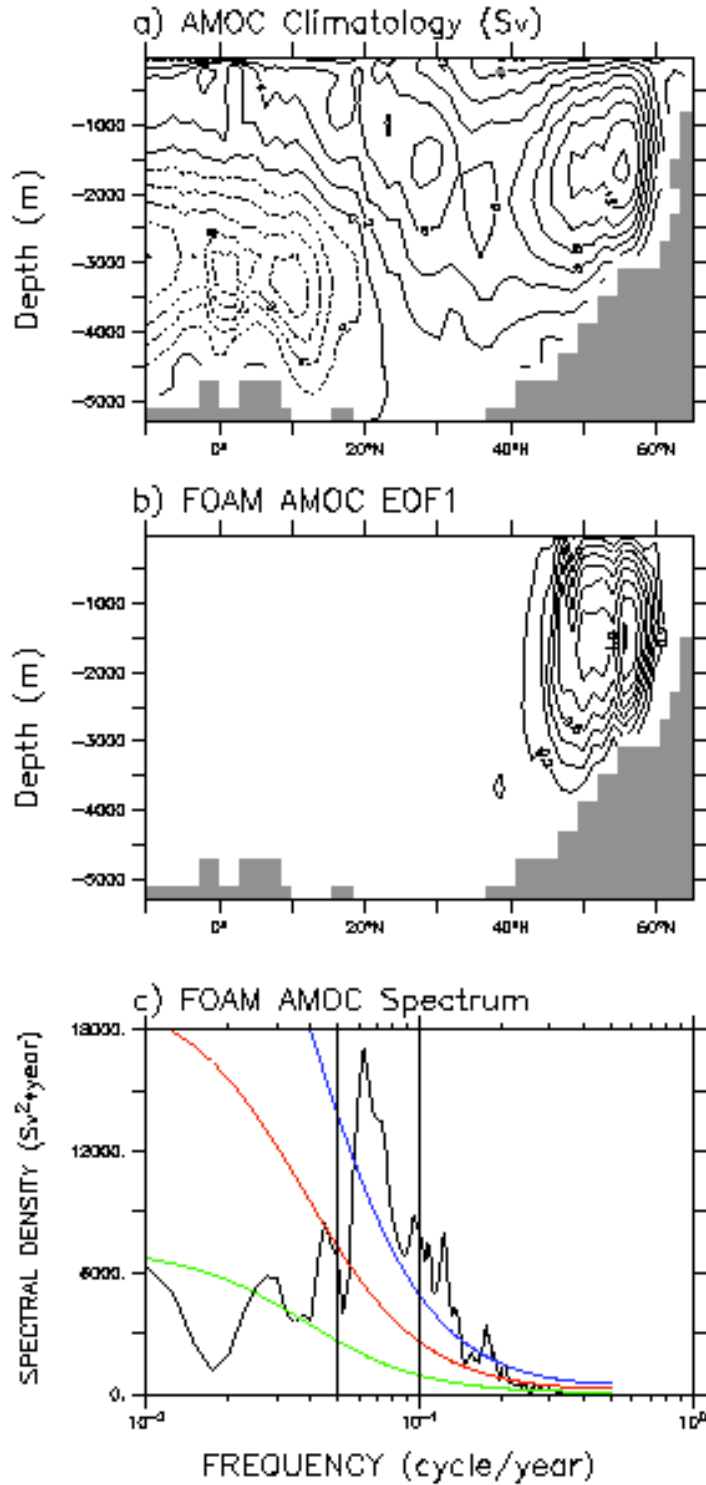 a) AMOC Climatology (Sv)
Depth (m)
-1000
-2000
-3000
-4000
-5000
0°
20°N
40°N
60°N
b) FOAM AMOC EOF1
Depth (m)
-1000
-2000
-3000
-4000
-5000
0°
20°N
40°N
60°N
c) FOAM AMOC Spectrum
SPECTRAL DENSITY (Sv²*year)
18000.
12000.
6000.
0.
10⁻¹
10⁰
FREQUENCY (cycle/year)